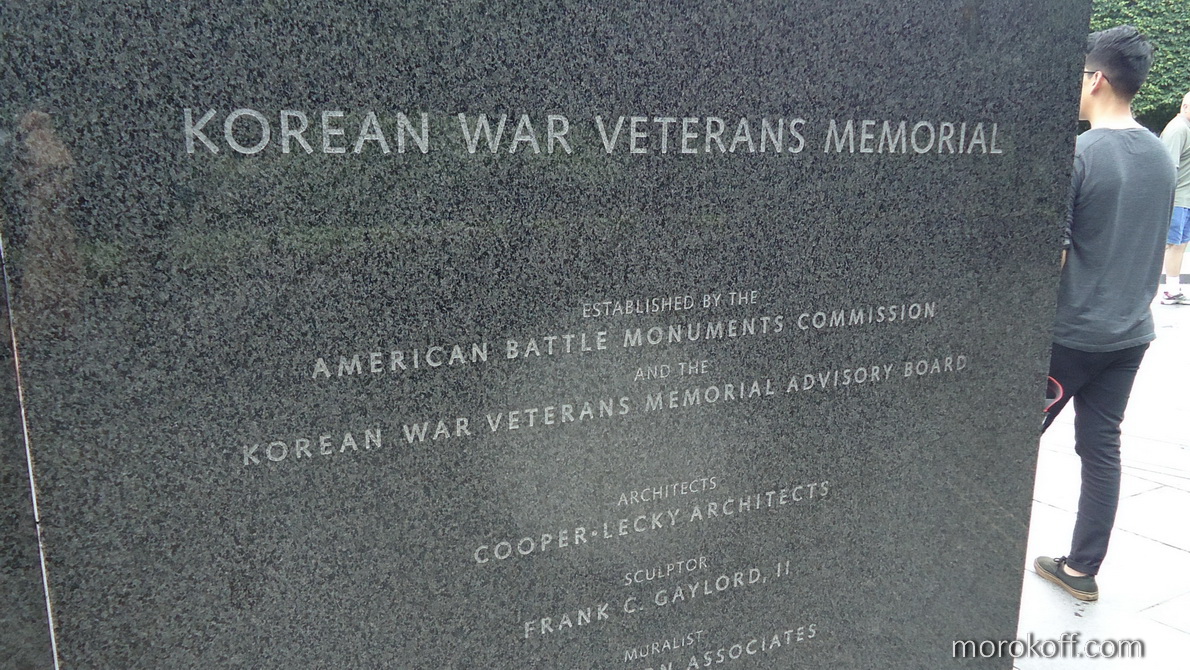 KOREAN WAR VETERANS MEMORIAL
ESTABLISHED BY THE
AMERICAN BATTLE MONUMENTS COMMISSION
AND THE
KOREAN WAR VETERANS MEMORIAL ADVISORY BOARD
ARCHITECTS
COOPER•LECKY ARCHITECTS
SCULPTOR
FRANK C. GAYLORD, II
MURALIST
ASSOCIATES
morokoff.com